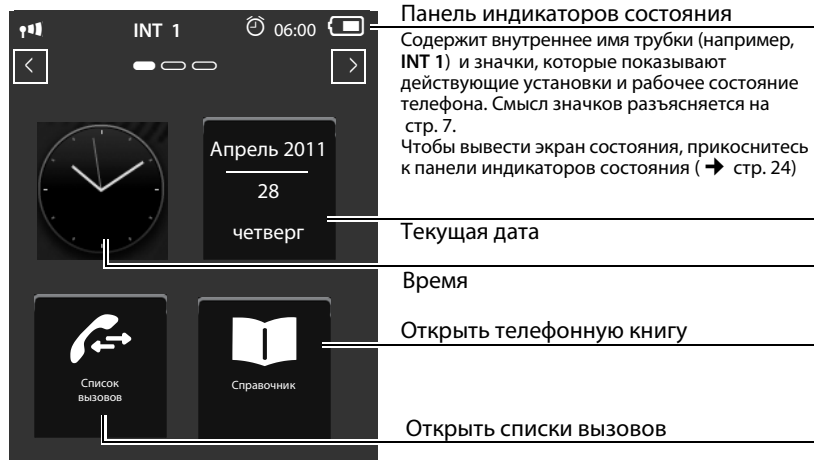 INT 1
06:00
Апрель 2011
28
четверг
Список
вызовов
Справочник
Панель индикаторов состояния
Содержит внутреннее имя трубки (например,
INT 1) и значки, которые показывают
действующие установки и рабочее состояние
телефона. Смысл значков разъясняется на
стр. 7.
Чтобы вывести экран состояния, прикоснитесь
к панели индикаторов состояния ( ➔ стр. 24)
Текущая дата
Время
Открыть телефонную книгу
Открыть списки вызовов